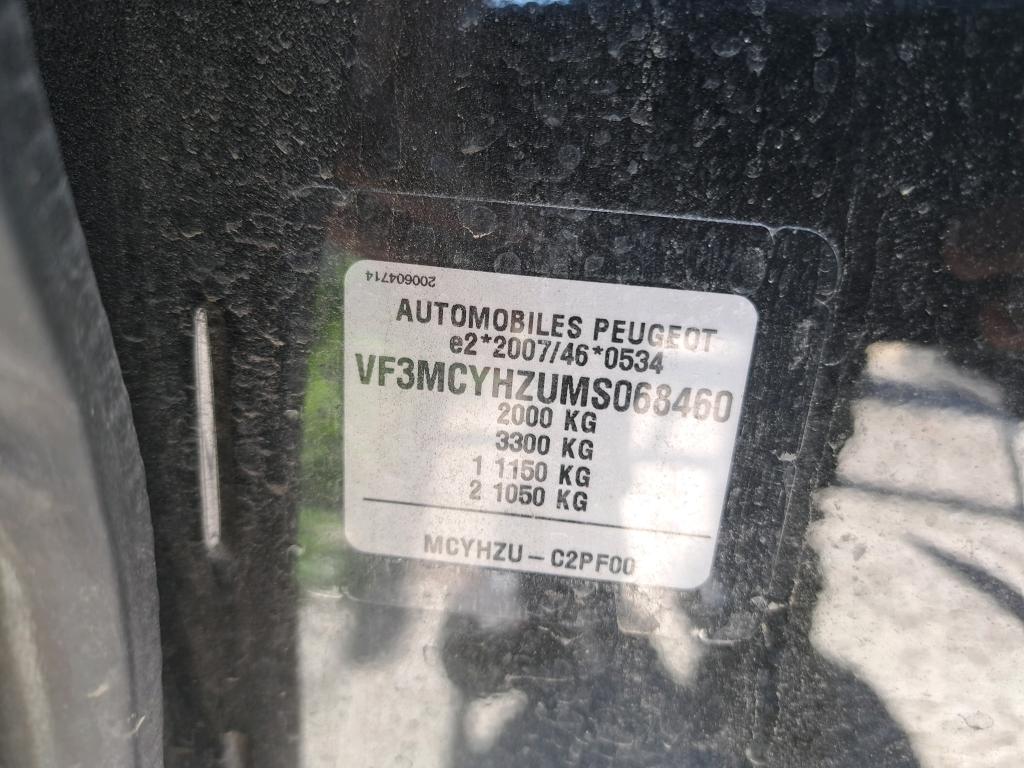 200604714
AUTOMOBILES PEUGEOT
e2*2007/46*0534
VF3MCYHZUMS068460
2000 KG
3300 KG
1 1150 KG
2 1050 KG
MCYHZU - C2PF00